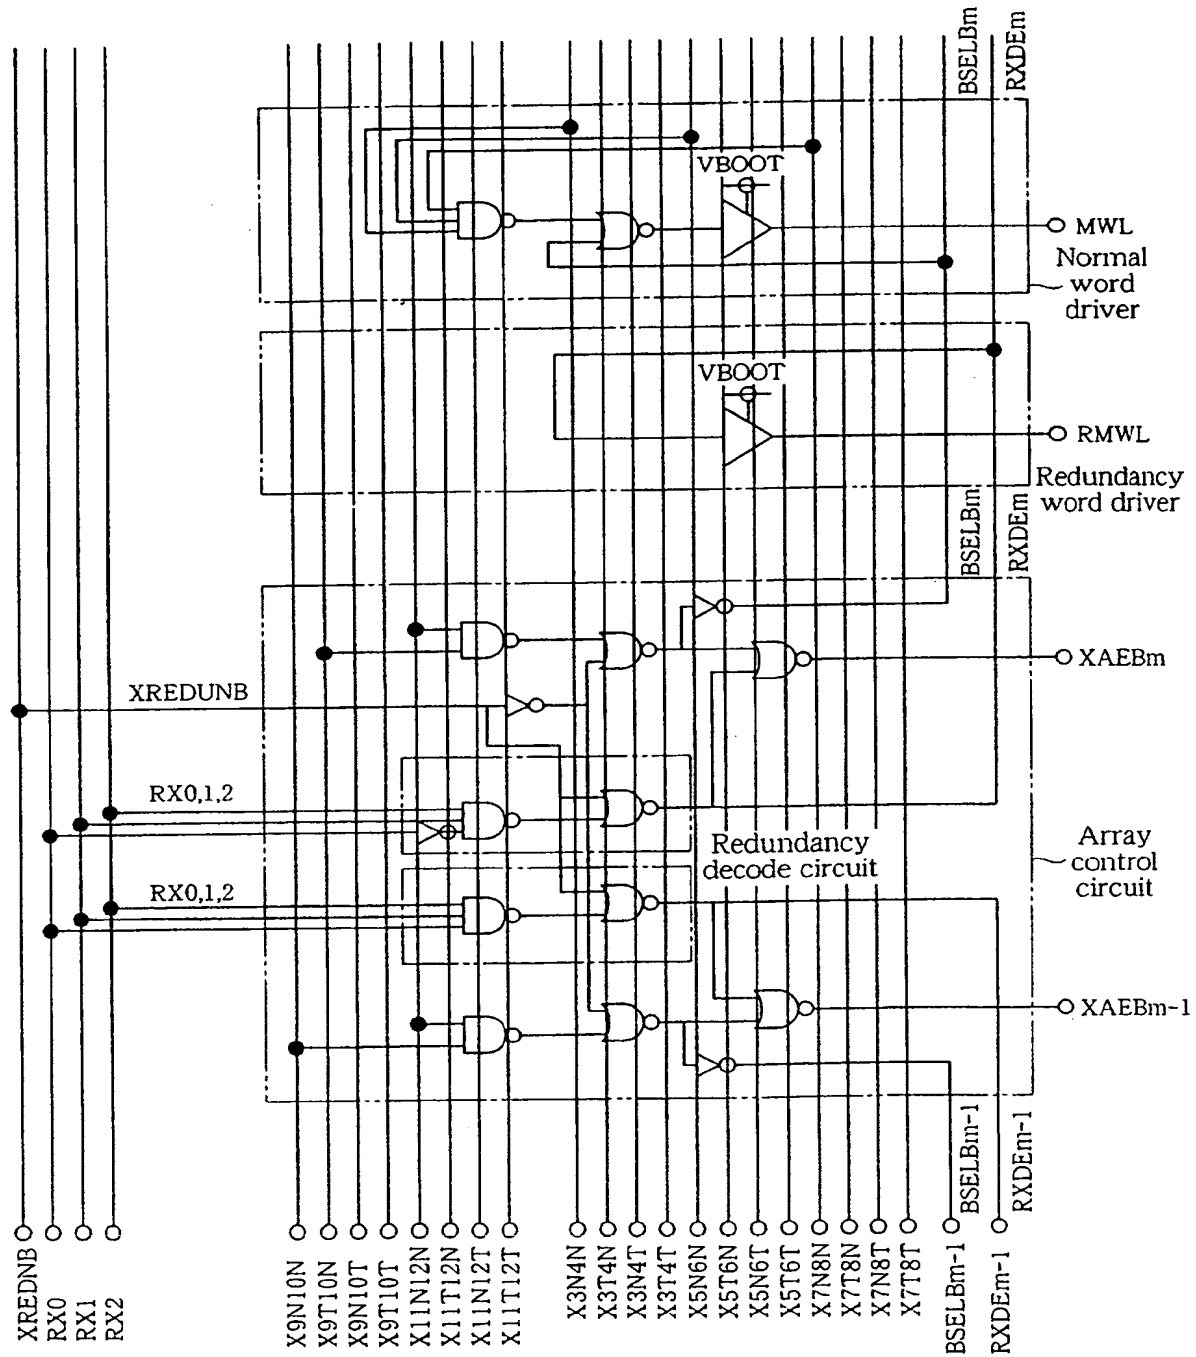 BSELBm
RXDEm
VBOOT
MWL
Normal
word
driver
VBOOT
RMWL
Redundancy
word driver
BSELBm
RXDEm
XAEBm
XREDUNB
RX0,1,2
Redundancy
decode circuit
Array
control
circuit
RX0,1,2
XAEBm-1
BSELBm-1
RXDEm-1
XREDNB
RX0
RX1
RX2
X9N10N
X9T10N
X9N10T
X9T10T
X11N12N
X11T12N
X11N12T
X11T12T
X3N4N
X3T4N
X3N4T
X3T4T
X5N6N
X5T6N
X5N6T
X5T6T
X7N8N
X7T8N
X7N8T
X7T8T
BSELBm-1
RXDEm-1